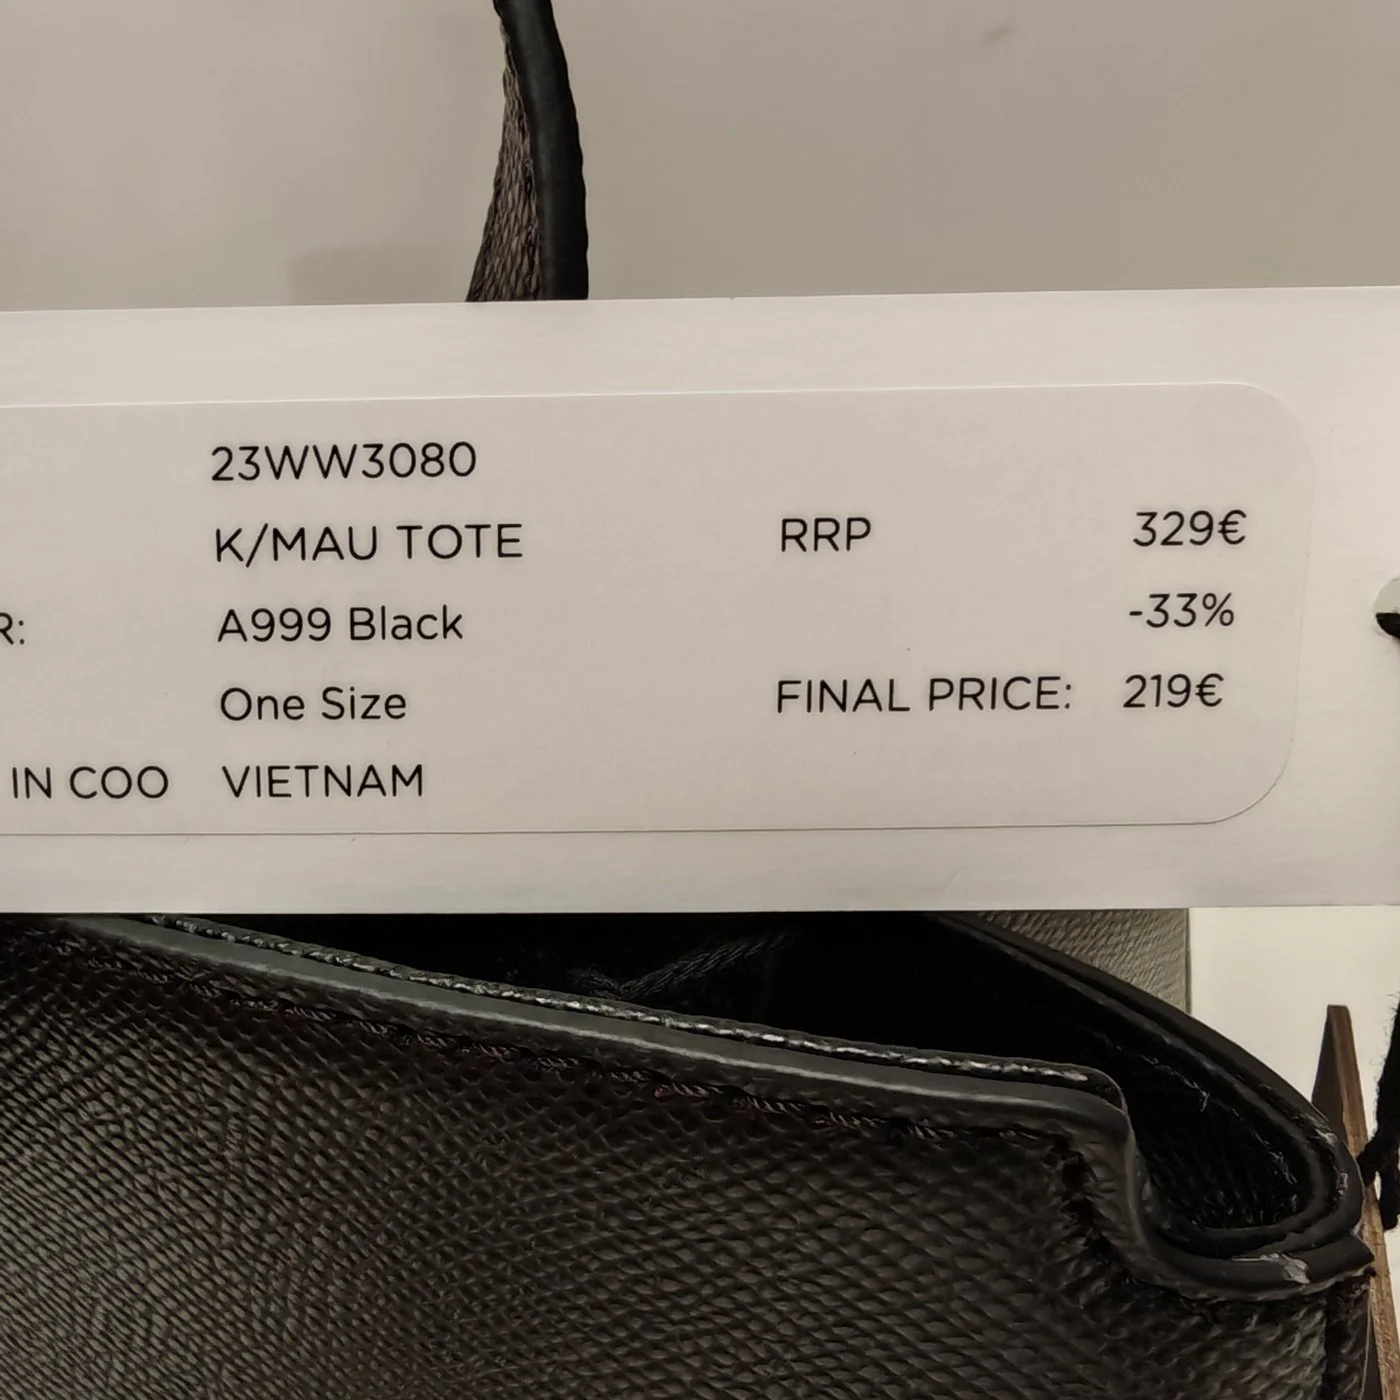 23WW3080
K/MAU TOTE RRP 329€
R: A999 Black -33%
One Size FINAL PRICE: 219€
IN COO VIETNAM